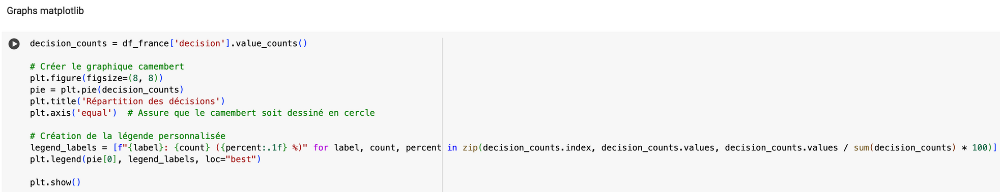 Graphs matplotlib
decision_counts = df_france['decision'].value_counts()
# Créer le graphique camembert
plt.figure(figsize=(8, 8))
pie = plt.pie(decision_counts)
plt.title('Répartition des décisions')
plt.axis('equal')  # Assure que le camembert soit dessiné en cercle
# Création de la légende personnalisée
legend_labels = [f"{label}: {count} ({percent:.1f} %)" for label, count, percent in zip(decision_counts.index, decision_counts.values, decision_counts.values / sum(decision_counts) * 100)]
plt.legend(pie[0], legend_labels, loc="best")
plt.show()